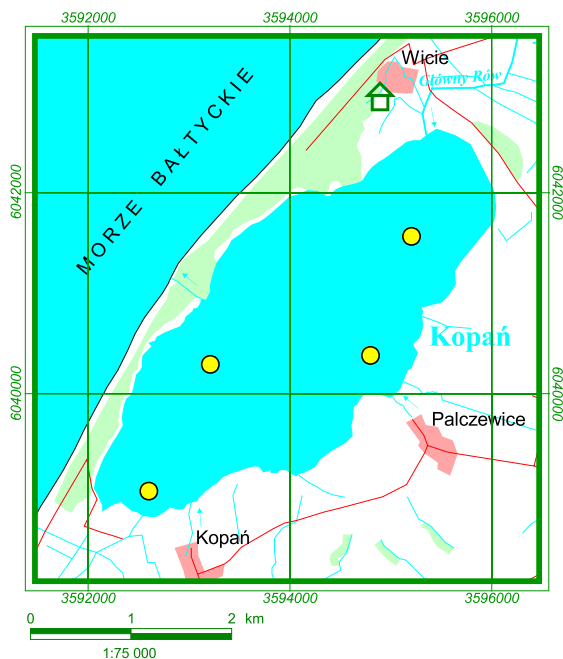 3592000 3594000 3596000
Wicie
Główny Rów
MORZE BAŁTYCKIE
6042000 6042000
Kopań
6040000 6040000
Palczewice
Kopań
3592000 3594000 3596000
0 1 2 km
1:75 000